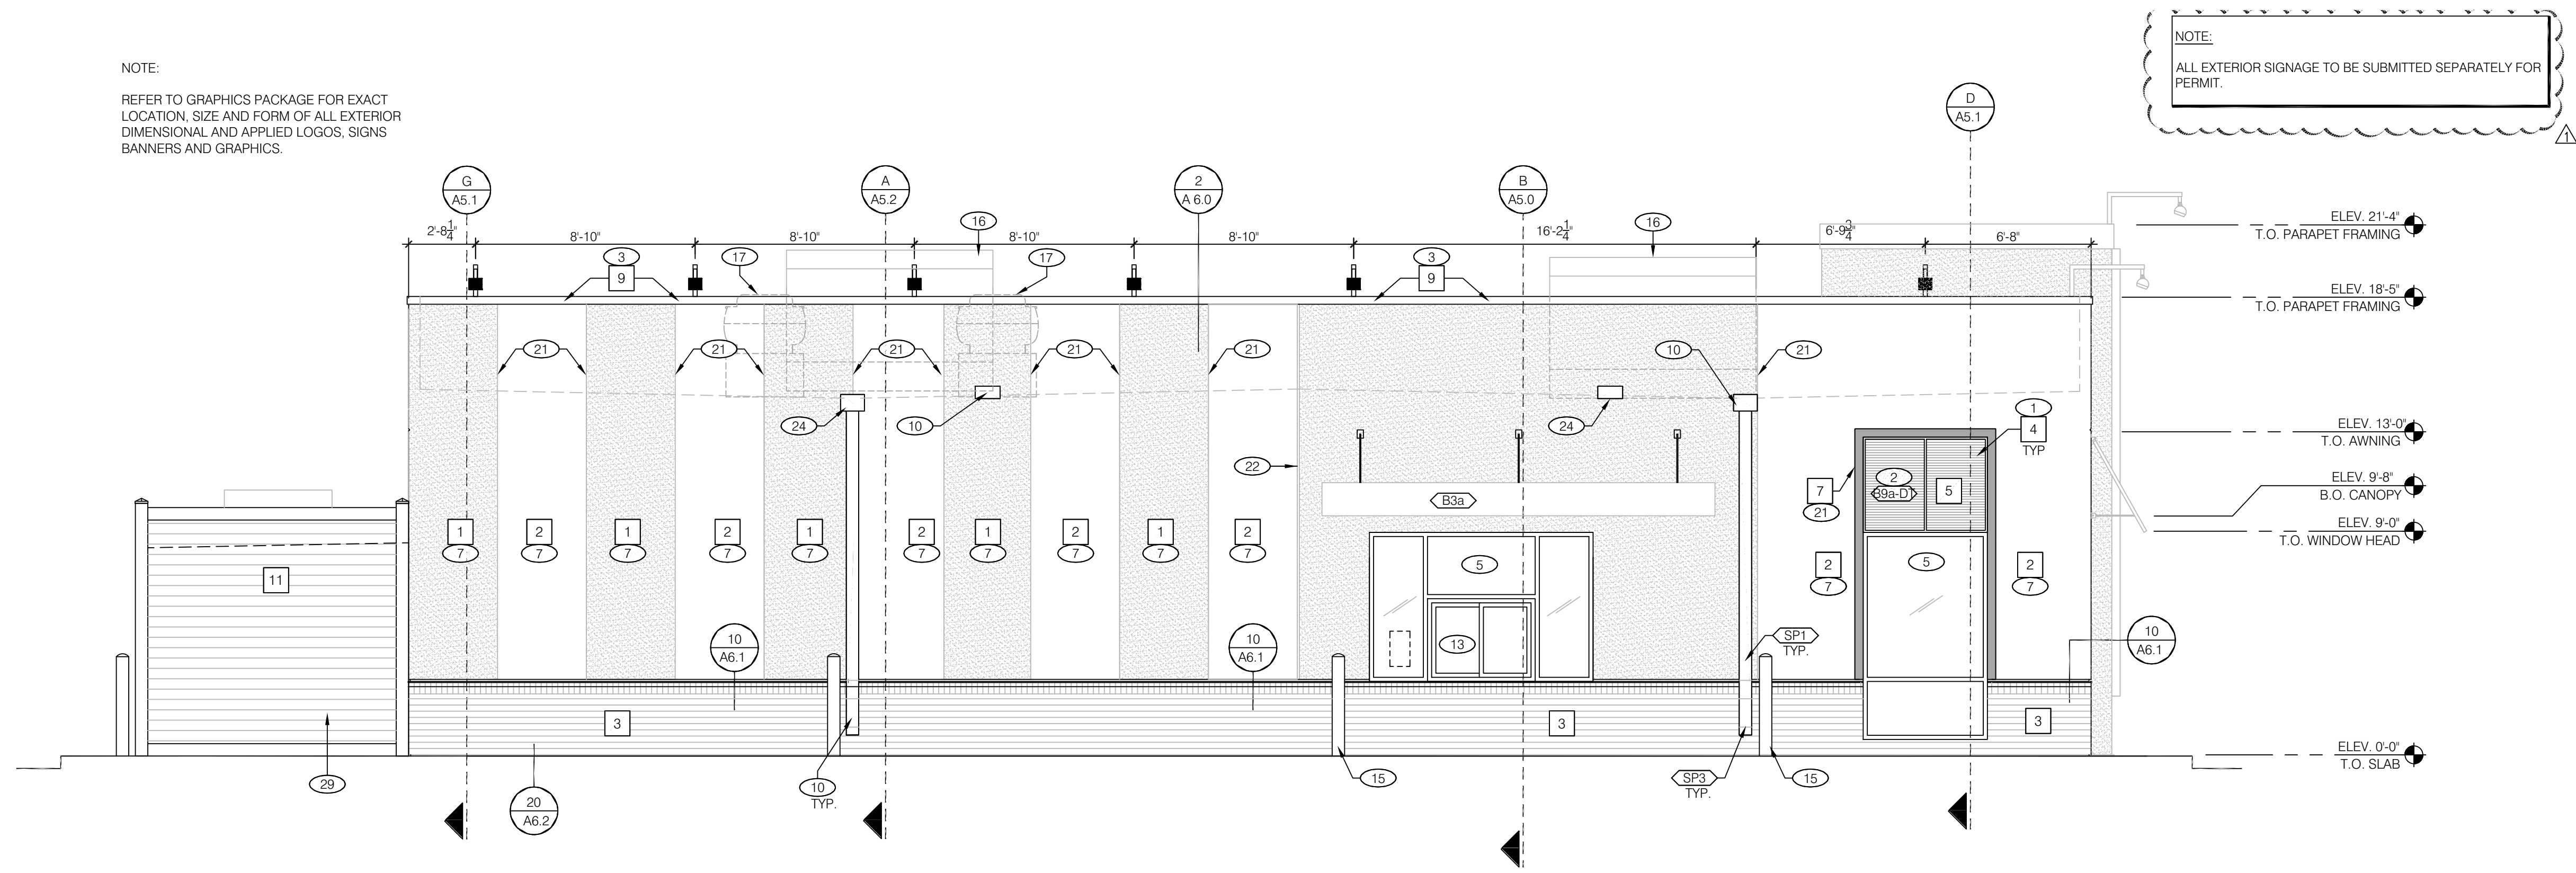 NOTE:
ALL EXTERIOR SIGNAGE TO BE SUBMITTED SEPARATELY FOR
PERMIT.
1
NOTE:
REFER TO GRAPHICS PACKAGE FOR EXACT
LOCATION, SIZE AND FORM OF ALL EXTERIOR
DIMENSIONAL AND APPLIED LOGOS, SIGNS
BANNERS AND GRAPHICS.
D
A5.1
G
A5.1
A
A5.2
2
A 6.0
B
A5.0
16
16
2'-8 1/4"
8'-10"
8'-10"
8'-10"
8'-10"
16'-2 1/4"
6'-9 3/4"
6'-8"
ELEV. 21'-4"
T.O. PARAPET FRAMING
3
9
17
17
3
9
ELEV. 18'-5"
T.O. PARAPET FRAMING
21
21
21
21
21
10
21
24
10
24
1
4
TYP
ELEV. 13'-0"
T.O. AWNING
22
B3a
7
21
2
B9a-D
5
ELEV. 9'-8"
B.O. CANOPY
ELEV. 9'-0"
T.O. WINDOW HEAD
1
7
2
7
1
7
2
7
1
7
2
7
1
7
2
7
1
7
2
7
5
2
7
5
2
7
11
10
A6.1
10
A6.1
13
SP1
TYP.
10
A6.1
3
3
3
29
20
A6.2
10
TYP.
15
SP3
TYP.
15
ELEV. 0'-0"
T.O. SLAB